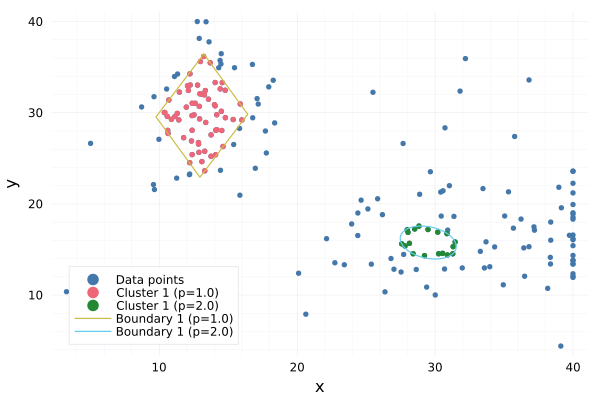 40
30
20
10
y
Data points
Cluster 1 (p=1.0)
Cluster 1 (p=2.0)
Boundary 1 (p=1.0)
Boundary 1 (p=2.0)
10 20 30 40
x